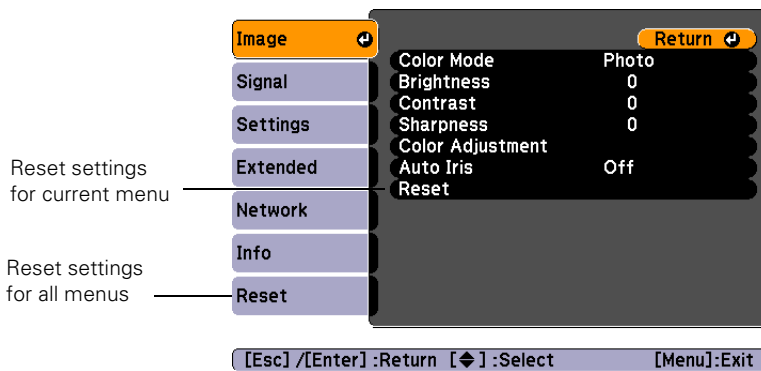 Image
Signal
Settings
Extended
Network
Info
Reset
Return
Color Mode Photo
Brightness 0
Contrast 0
Sharpness 0
Color Adjustment
Auto Iris Off
Reset
Reset settings
for current menu
Reset settings
for all menus
[Esc] /[Enter] :Return [◆] :Select [Menu]:Exit